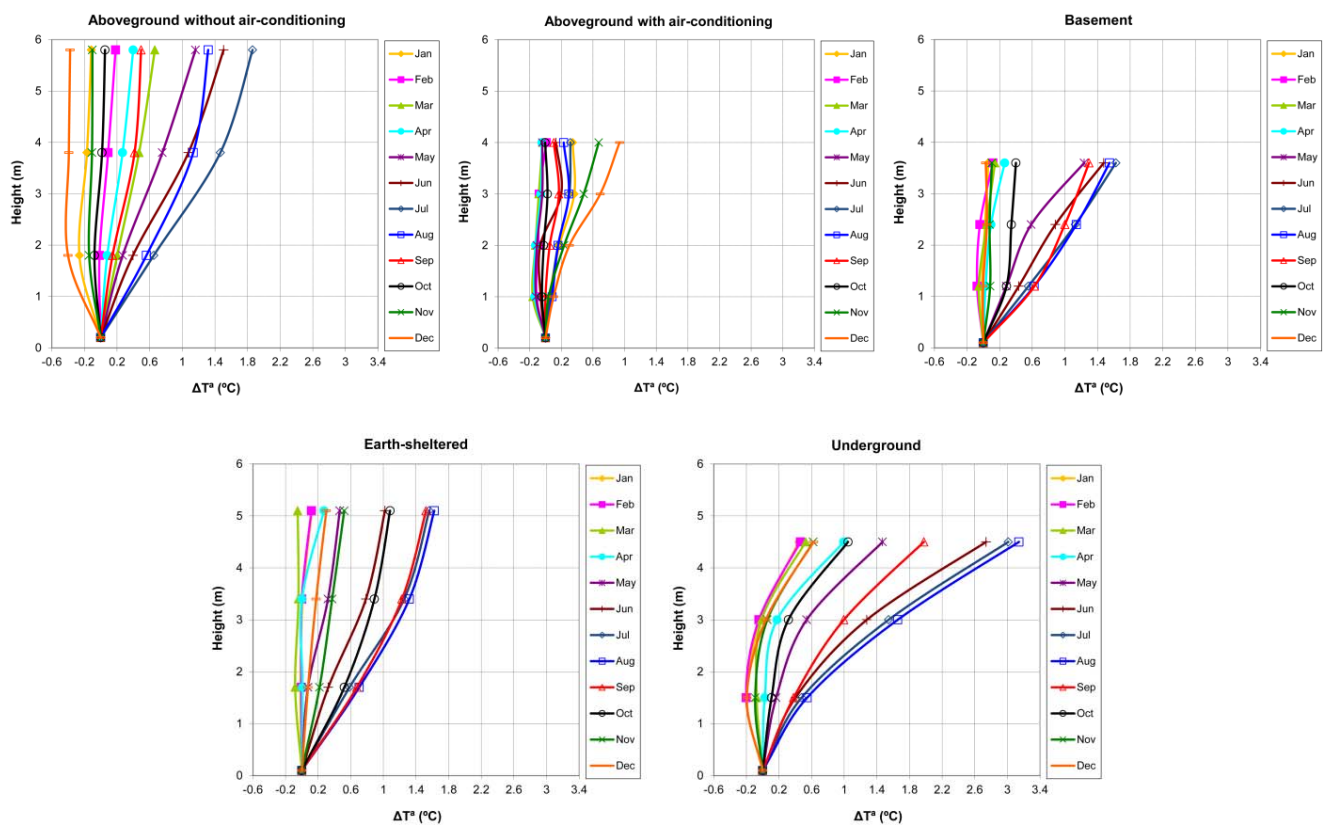 Aboveground without air-conditioning
6
5
4
3
2
1
0
Height (m)
-0.6 -0.2 0.2 0.6 1 1.4 1.8 2.2 2.6 3 3.4
ΔTª (ºC)
Jan
Feb
Mar
Apr
May
Jun
Jul
Aug
Sep
Oct
Nov
Dec
Aboveground with air-conditioning
6
5
4
3
2
1
0
Height (m)
-0.6 -0.2 0.2 0.6 1 1.4 1.8 2.2 2.6 3 3.4
ΔTª (ºC)
Jan
Feb
Mar
Apr
May
Jun
Jul
Aug
Sep
Oct
Nov
Dec
Basement
6
5
4
3
2
1
0
Height (m)
-0.6 -0.2 0.2 0.6 1 1.4 1.8 2.2 2.6 3 3.4
ΔTª (ºC)
Jan
Feb
Mar
Apr
May
Jun
Jul
Aug
Sep
Oct
Nov
Dec
Earth-sheltered
6
5
4
3
2
1
0
Height (m)
-0.6 -0.2 0.2 0.6 1 1.4 1.8 2.2 2.6 3 3.4
ΔTª (ºC)
Jan
Feb
Mar
Apr
May
Jun
Jul
Aug
Sep
Oct
Nov
Dec
Underground
6
5
4
3
2
1
0
Height (m)
-0.6 -0.2 0.2 0.6 1 1.4 1.8 2.2 2.6 3 3.4
ΔTª (ºC)
Jan
Feb
Mar
Apr
May
Jun
Jul
Aug
Sep
Oct
Nov
Dec